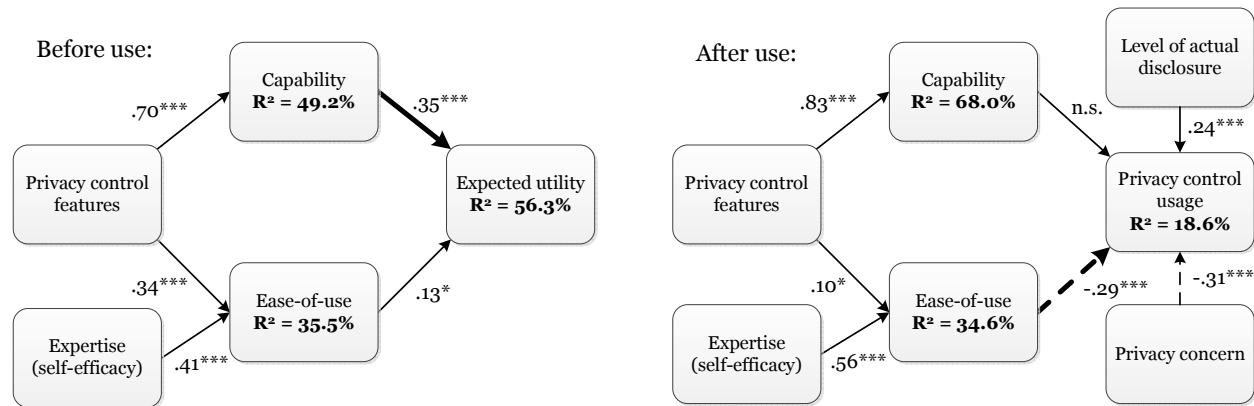 Before use:
Capability
R² = 49.2%
.70***
.35***
Privacy control
features
Expected utility
R² = 56.3%
.34***
.13*
Ease-of-use
R² = 35.5%
Expertise
(self-efficacy)
.41***
After use:
Capability
R² = 68.0%
Level of actual
disclosure
.83***
n.s.
.24***
Privacy control
features
Privacy control
usage
R² = 18.6%
.10*
Ease-of-use
R² = 34.6%
-.29***
-.31***
Expertise
(self-efficacy)
.56***
Privacy concern